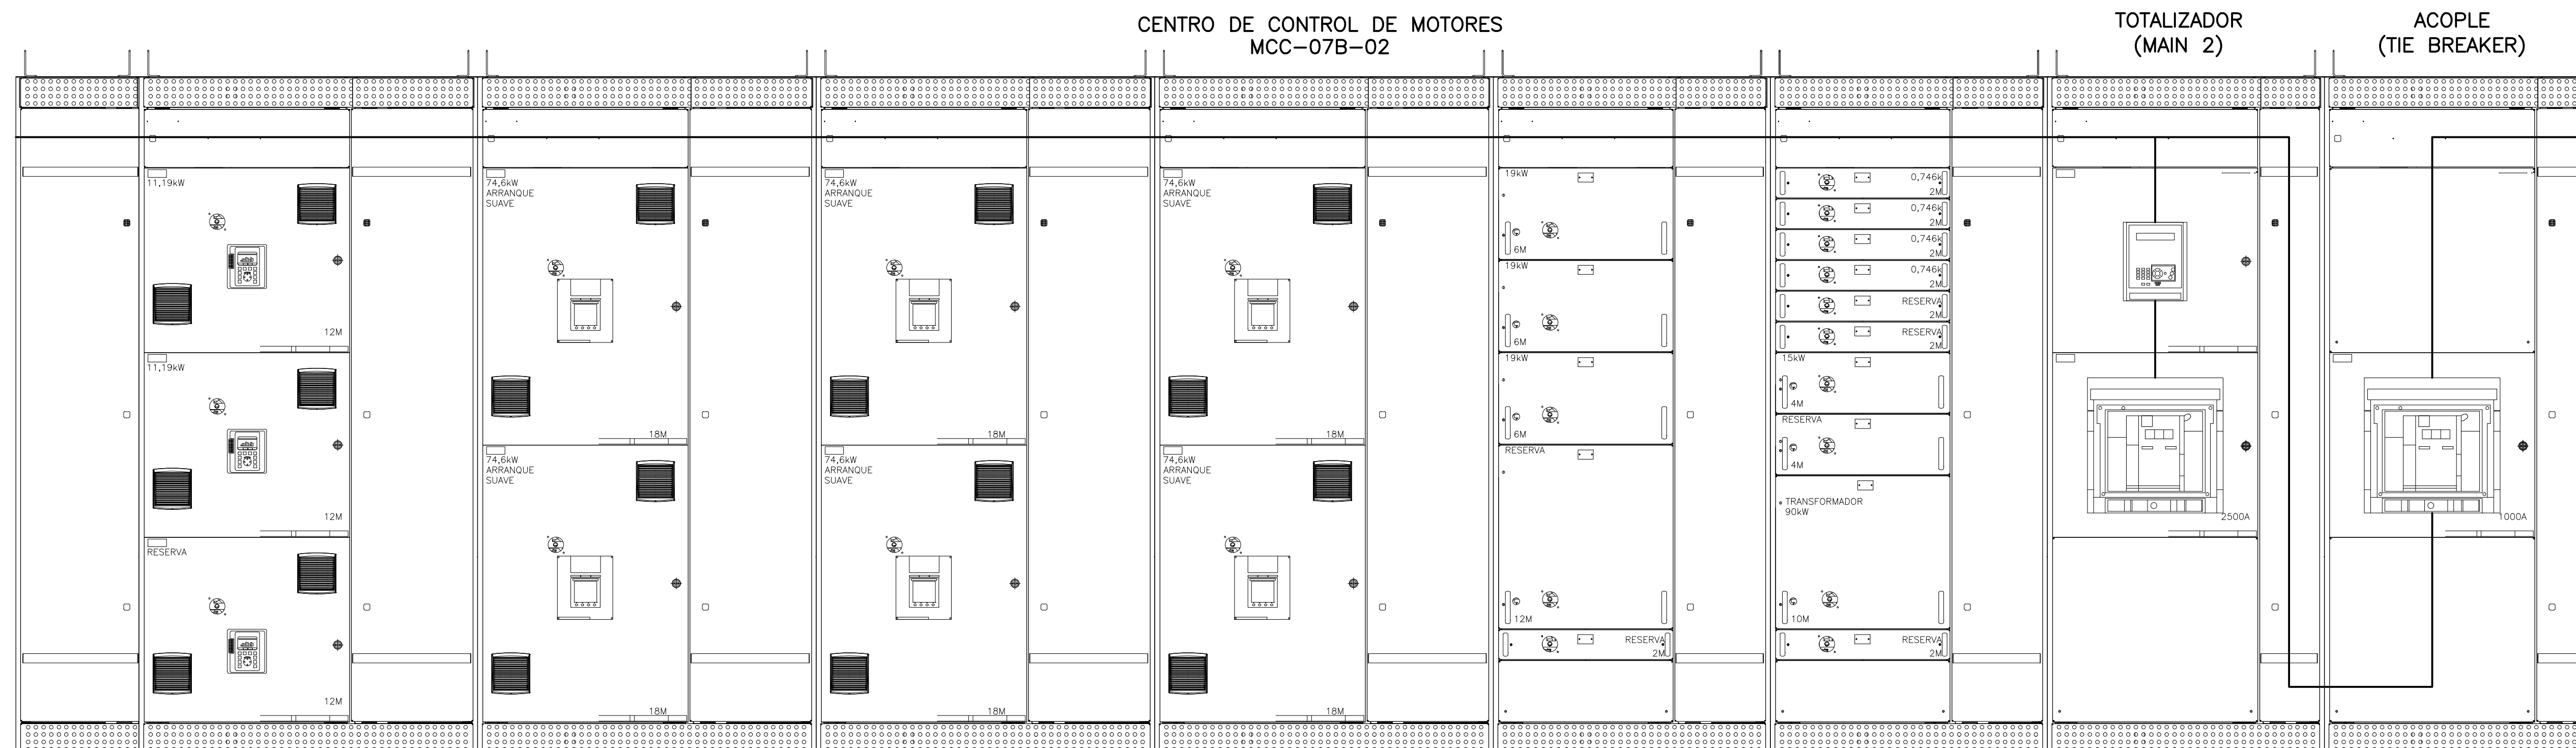 CENTRO DE CONTROL DE MOTORES
MCC-07B-02
TOTALIZADOR
(MAIN 2)
ACOPLE
(TIE BREAKER)
11,19kW
12M
11,19kW
12M
RESERVA
12M
74,6kW
ARRANQUE
SUAVE
18M
74,6kW
ARRANQUE
SUAVE
18M
74,6kW
ARRANQUE
SUAVE
18M
74,6kW
ARRANQUE
SUAVE
18M
74,6kW
ARRANQUE
SUAVE
18M
74,6kW
ARRANQUE
SUAVE
18M
19kW
6M
19kW
6M
19kW
6M
RESERVA
12M
RESERVA
2M
0,746k
2M
0,746k
2M
0,746k
2M
0,746k
2M
RESERVA
2M
RESERVA
2M
15kW
4M
RESERVA
4M
TRANSFORMADOR
90kW
10M
RESERVA
2M
2500A
1000A